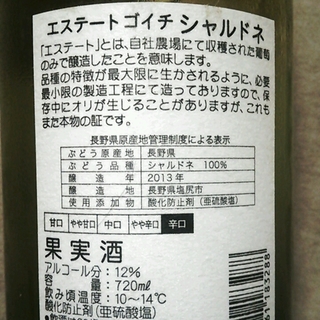 エステート ゴイチ シャルドネ
「エステート」とは、自社農場にて収穫された葡萄
のみで醸造したことを意味します。
品種の特徴が最大限に生かされるように、必要
最小限の製造工程にて造っておりますので、保
存中にオリが生じることがありますが、これも
また本物の証です。
長野県原産地管理制度による表示
ぶどう原産地 長野県
ぶどう品種 シャルドネ 100%
醸造年 2013年
醸造地 長野県塩尻市
使用添加物 酸化防止剤(亜硫酸塩)
甘口 やや甘口 中口 やや辛口 辛口
果実酒
アルコール分:12%
容量:720ml
飲み頃温度:10〜14℃
酸化防止剤(亜硫酸塩)
61183288